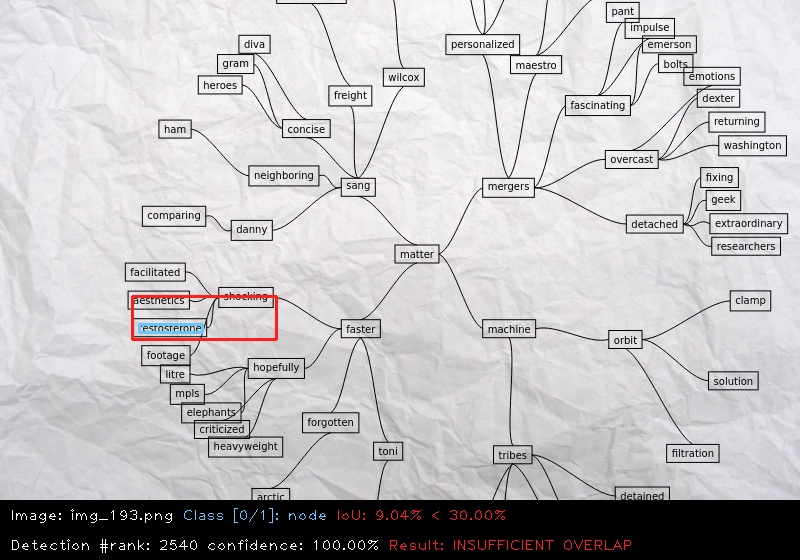 pant
impulse
diva
personalized
emerson
gram
maestro
bolts
wilcox
emotions
heroes
freight
dexter
fascinating
returning
ham
concise
washington
overcast
neighboring
sang
mergers
fixing
geek
comparing
danny
detached
extraordinary
researchers
matter
facilitated
shocking
aesthetics
clamp
testosterone
faster
machine
orbit
footage
litre
hopefully
solution
mpls
elephants
forgotten
criticized
heavyweight
toni
tribes
filtration
arctic
detained
Image: img_193.png Class [0/1]: node IoU: 9.04% < 30.00%
Detection #rank: 2540 confidence: 100.00% Result: INSUFFICIENT OVERLAP